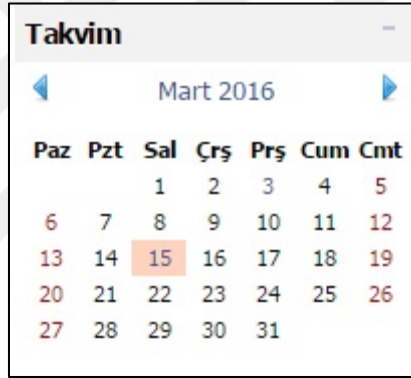 Takvim
Mart 2016
Paz Pzt Sal Çrş Prş Cum Cmt
1 2 3 4 5
6 7 8 9 10 11 12
13 14 15 16 17 18 19
20 21 22 23 24 25 26
27 28 29 30 31